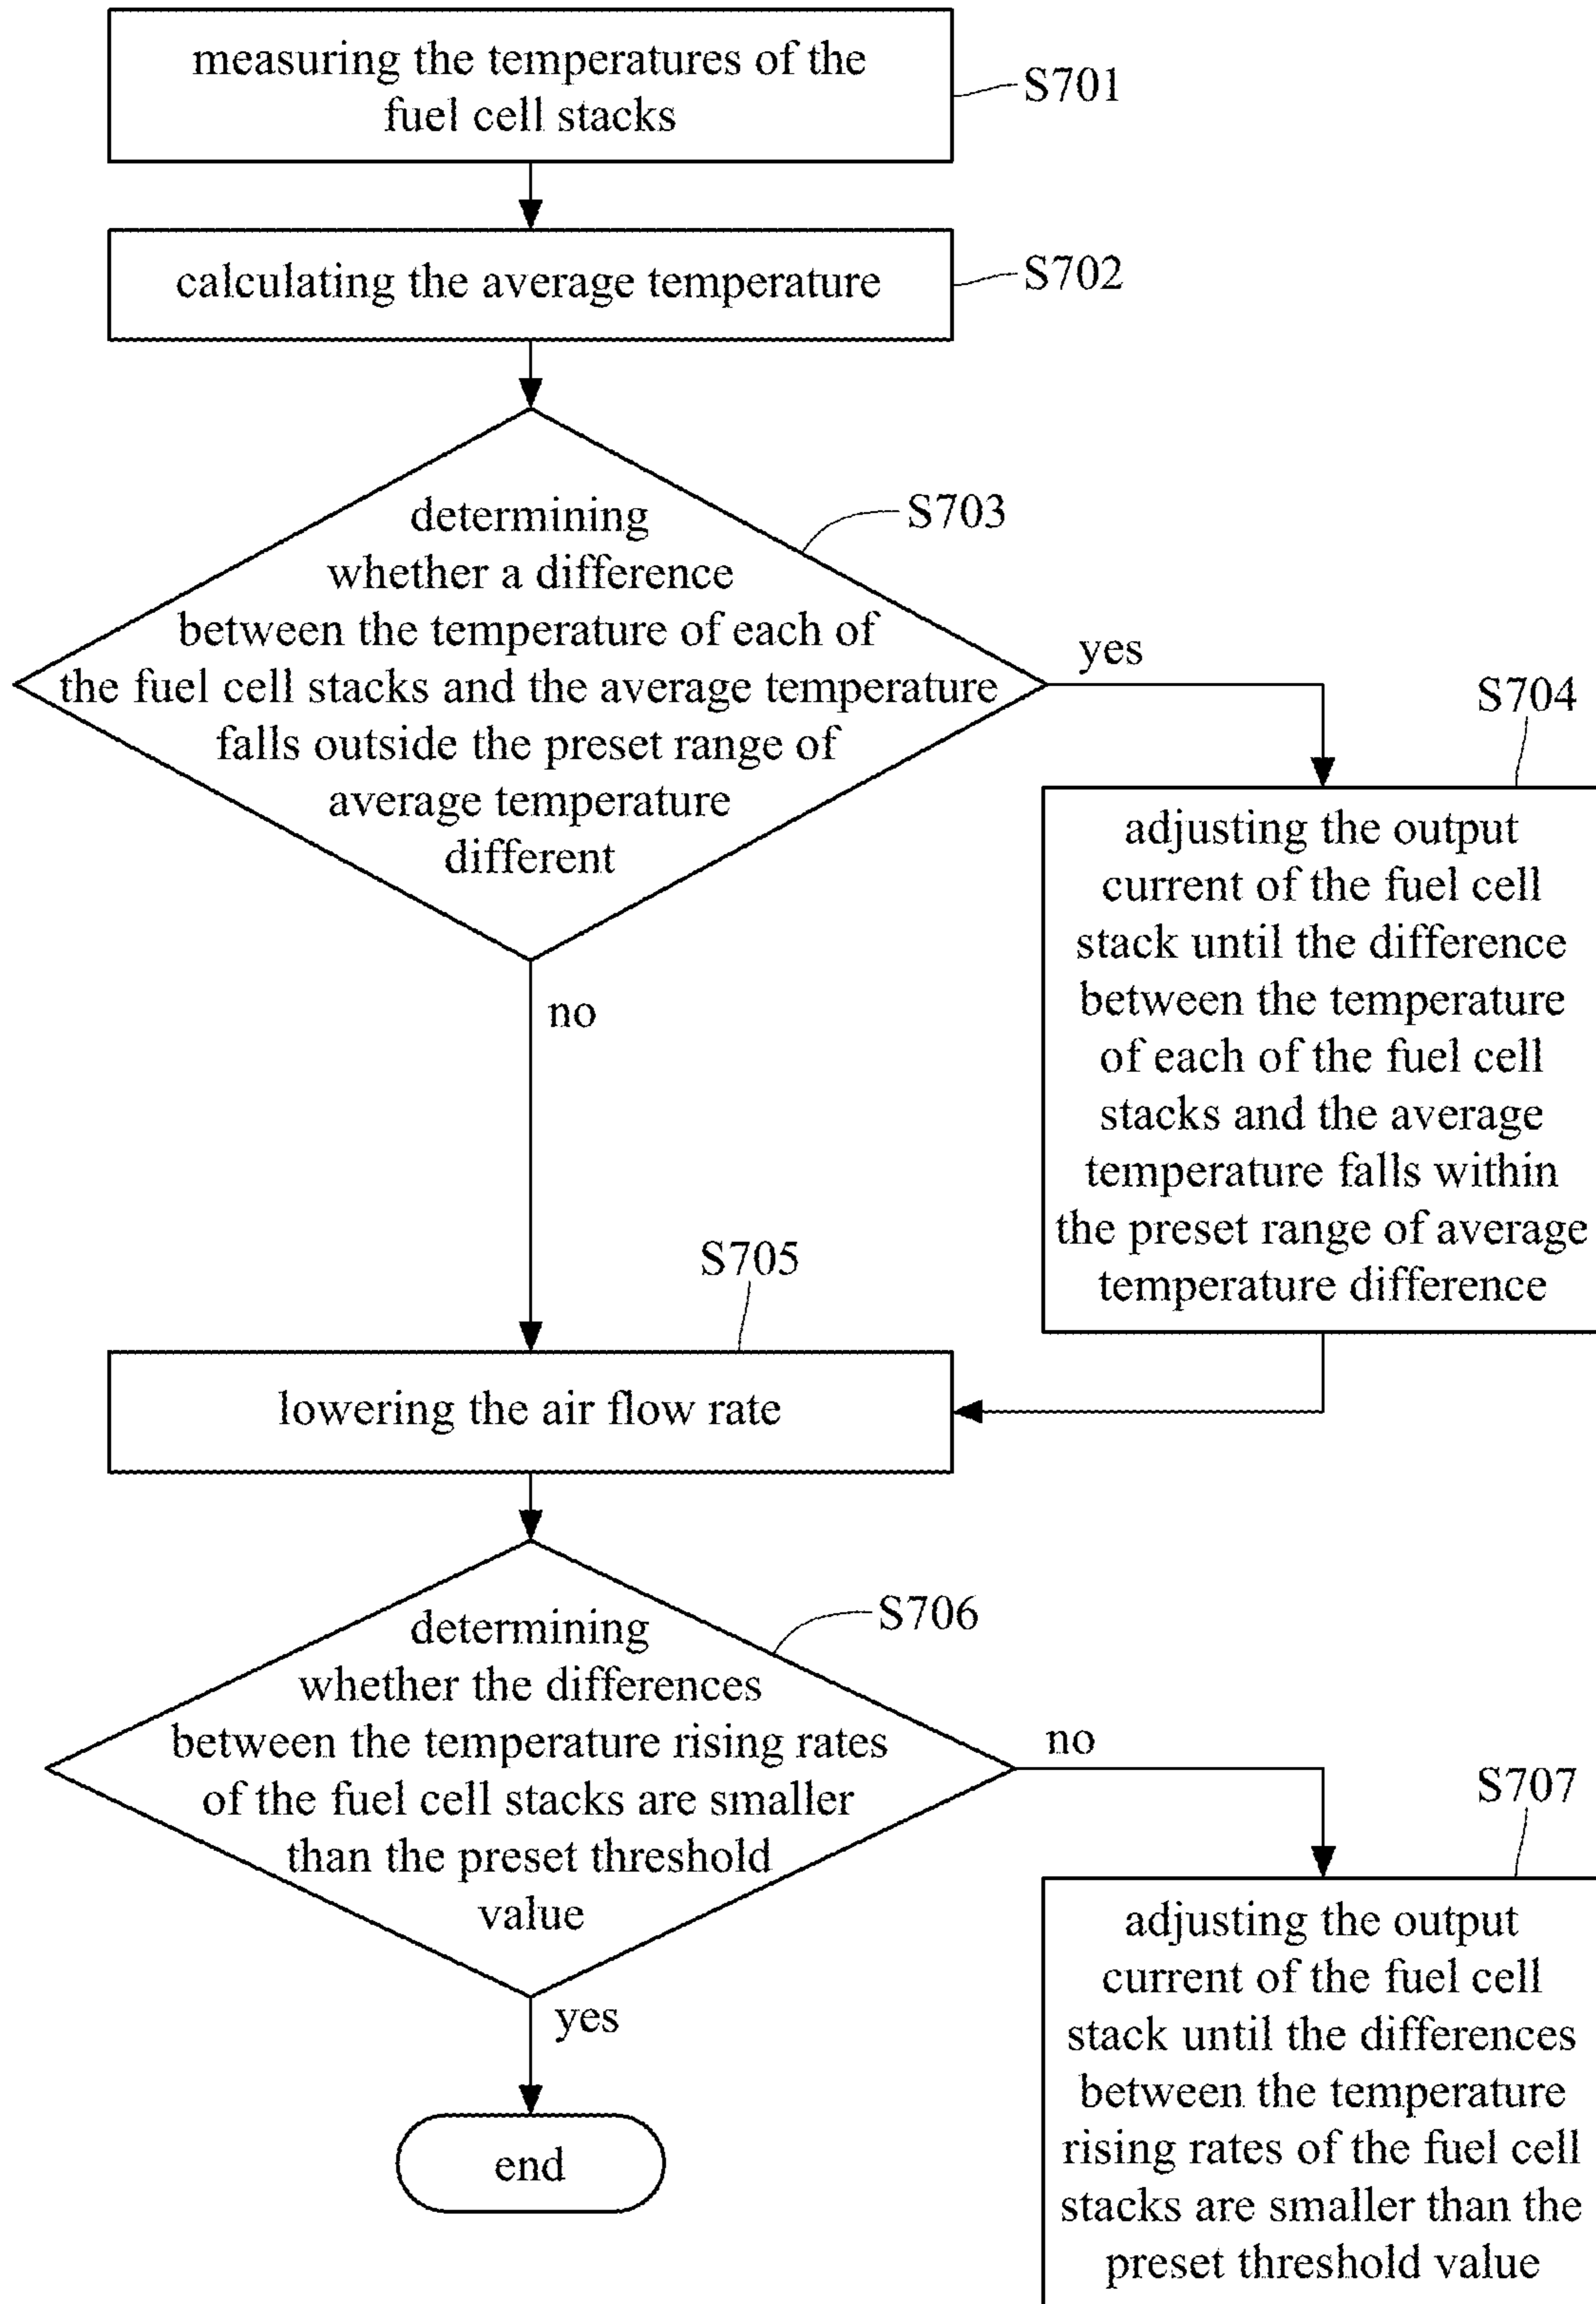 measuring the temperatures of the
fuel cell stacks
S701
calculating the average temperature
S702
determining
whether a difference
between the temperature of each of
the fuel cell stacks and the average temperature
falls outside the preset range of
average temperature
different
S703
yes
no
S704
adjusting the output
current of the fuel cell
stack until the difference
between the temperature
of each of the fuel cell
stacks and the average
temperature falls within
the preset range of average
temperature difference
S705
lowering the air flow rate
determining
whether the differences
between the temperature rising rates
of the fuel cell stacks are smaller
than the preset threshold
value
S706
no
yes
S707
adjusting the output
current of the fuel cell
stack until the differences
between the temperature
rising rates of the fuel cell
stacks are smaller than the
preset threshold value
end